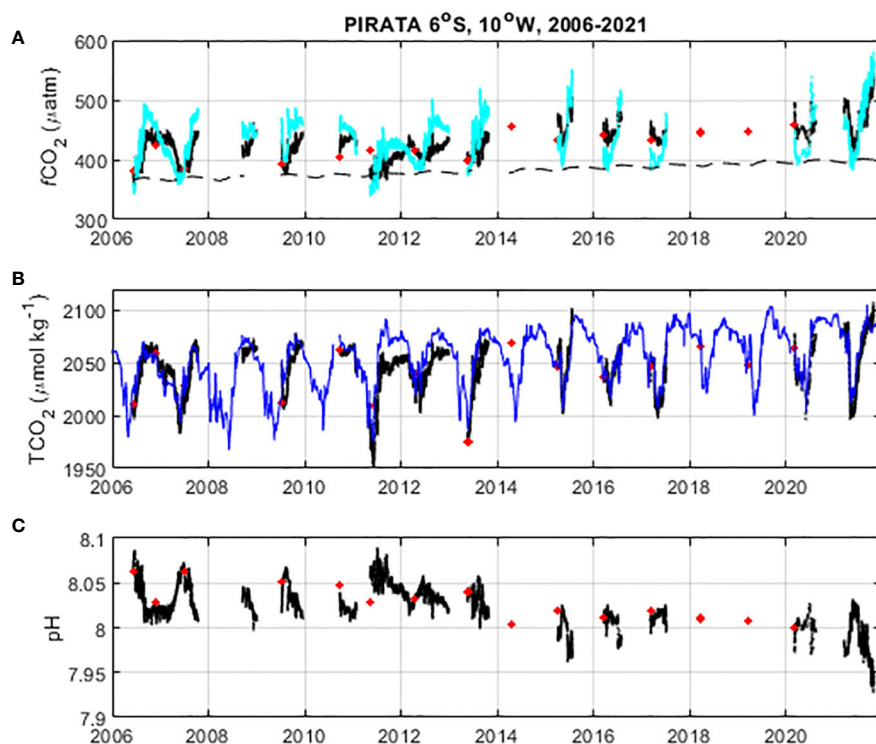 PIRATA 6°S, 10°W, 2006-2021
A
600
500
400
300
fCO₂ (μatm)
2006 2008 2010 2012 2014 2016 2018 2020
B
2100
2050
2000
1950
TCO₂ (μmol kg⁻¹)
2006 2008 2010 2012 2014 2016 2018 2020
C
8.1
8.05
8
7.95
7.9
pH
2006 2008 2010 2012 2014 2016 2018 2020